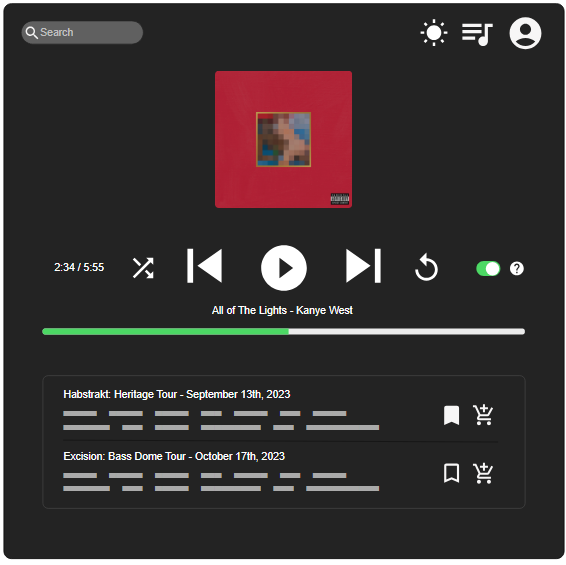 Search
2:34 / 5:55
?
All of The Lights - Kanye West
Habstrakt: Heritage Tour - September 13th, 2023
Excision: Bass Dome Tour - October 17th, 2023